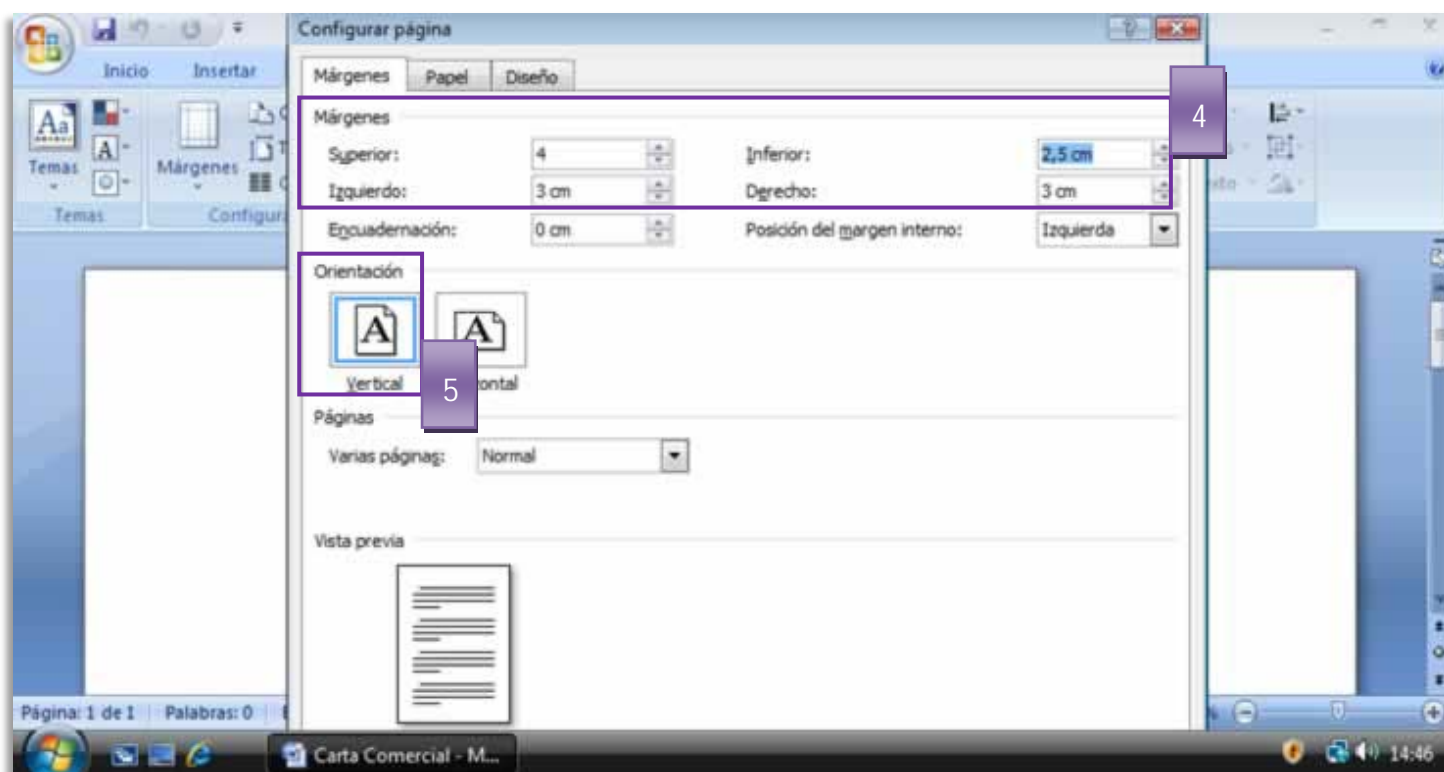 Configurar página
Inicio Insertar
Márgenes Papel Diseño
4
Márgenes
Superior: 4 Inferior: 2,5 cm
Izquierdo: 3 cm Derecho: 3 cm
Encuadernación: 0 cm Posición del margen interno: Izquierda
Aa
A
Temas Márgenes
Temas
Orientación
A A
Vertical
5
Páginas
Varias páginas: Normal
Vista previa
Página: 1 de 1 Palabras: 0
Carta Comercial - M... 14:46